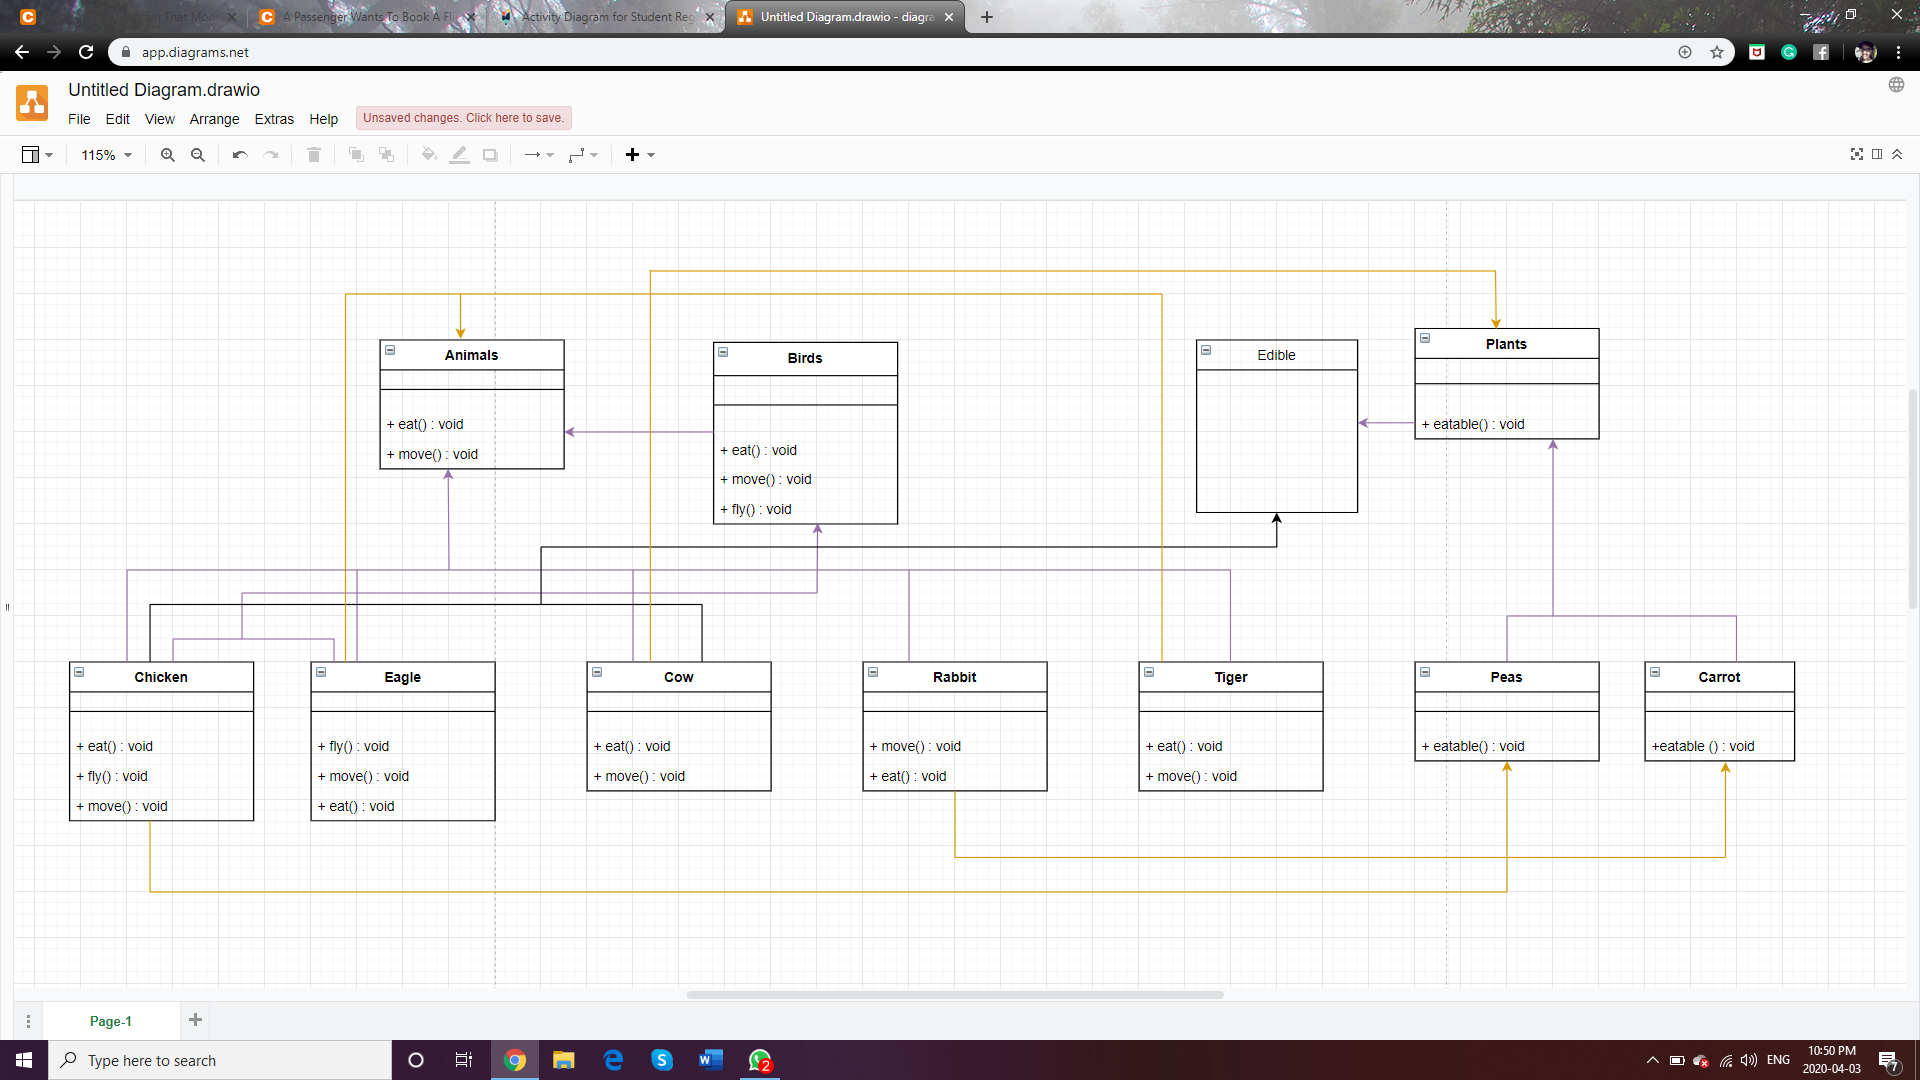 A Passenger Wants To Book A Fl
Activity Diagram for Student Reg
Untitled Diagram.drawio - diagra
app.diagrams.net
Untitled Diagram.drawio
File Edit View Arrange Extras Help
Unsaved changes. Click here to save.
115%
Animals
+ eat() : void
+ move() : void
Birds
+ eat() : void
+ move() : void
+ fly() : void
Edible
Plants
+ eatable() : void
Chicken
+ eat() : void
+ fly() : void
+ move() : void
Eagle
+ fly() : void
+ move() : void
+ eat() : void
Cow
+ eat() : void
+ move() : void
Rabbit
+ move() : void
+ eat() : void
Tiger
+ eat() : void
+ move() : void
Peas
+ eatable() : void
Carrot
+eatable () : void
Page-1
Type here to search
2
ENG
10:50 PM
2020-04-03
7